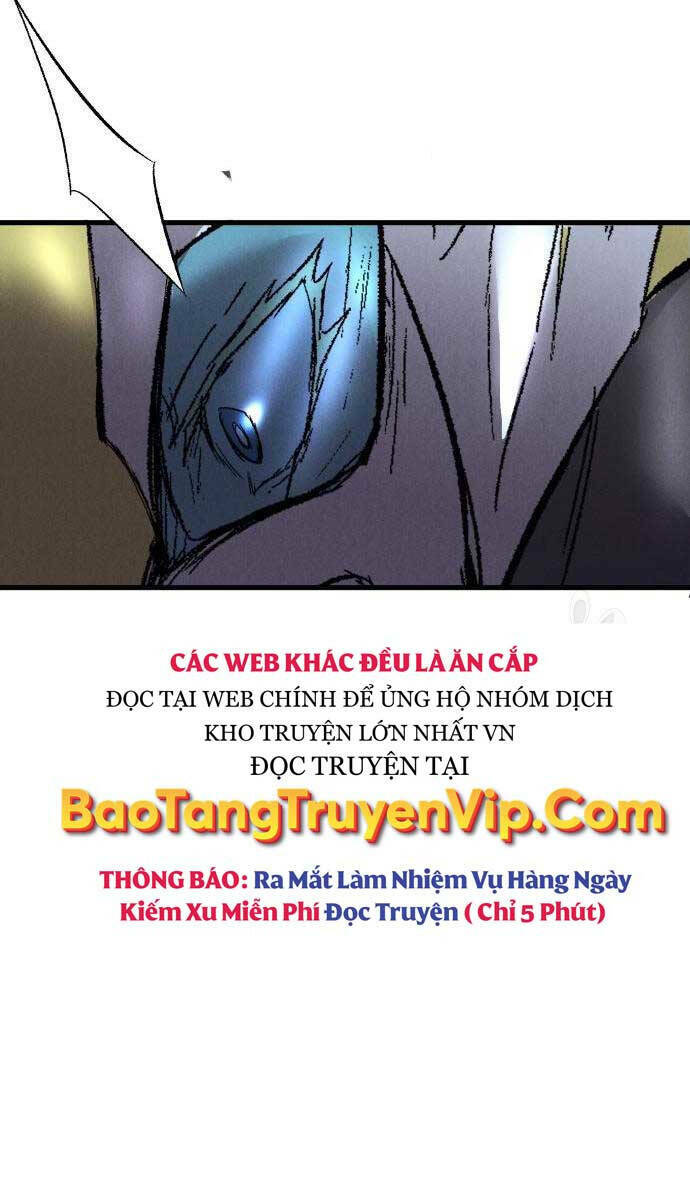 CÁC WEB KHÁC ĐỀU LÀ ĂN CẮP
ĐỌC TẠI WEB CHÍNH ĐỂ ỦNG HỘ NHÓM DỊCH
KHO TRUYỆN LỚN NHẤT VN
ĐỌC TRUYỆN TẠI
BaoTangTruyenVip.Com
THÔNG BÁO: Ra Mắt Làm Nhiệm Vụ Hàng Ngày
Kiếm Xu Miễn Phí Đọc Truyện ( Chỉ 5 Phút)